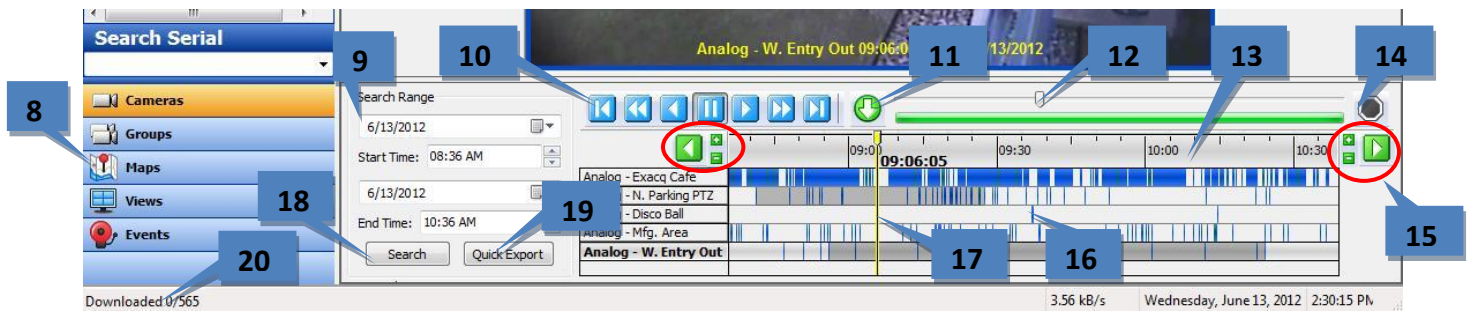 Search Serial
Cameras
Groups
Maps
Views
Events
Downloaded 0/565
Analog - W. Entry Out 09:06:0 /13/2012
Search Range
6/13/2012
Start Time: 08:36 AM
6/13/2012
End Time: 10:36 AM
Search Quick Export
09:00 09:30 10:00 10:30
09:06:05
Analog - Exacq Cafe
- N. Parking PTZ
- Disco Ball
Analog - Mfg. Area
Analog - W. Entry Out
3.56 kB/s Wednesday, June 13, 2012 2:30:15 PM
8
9
10
11
12
13
14
15
16
17
18
19
20